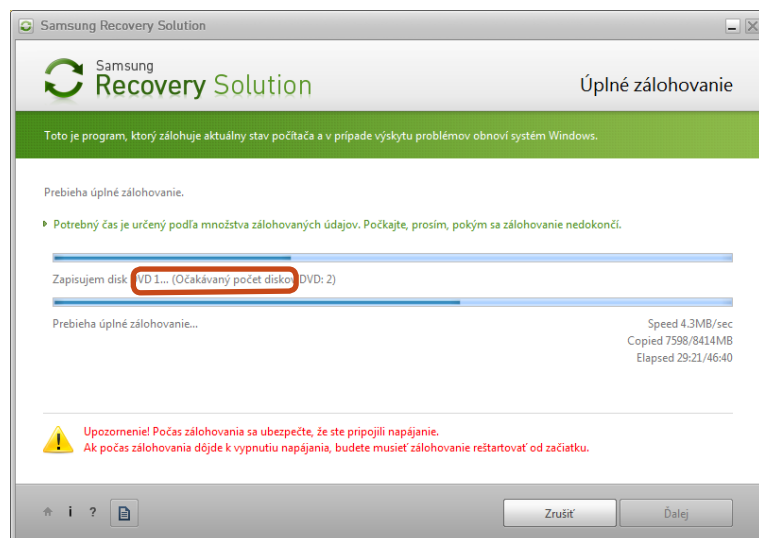 Samsung Recovery Solution
Samsung
Recovery Solution
Úplné zálohovanie
Toto je program, ktorý zálohuje aktuálny stav počítača a v prípade výskytu problémov obnoví systém Windows.
Prebieha úplné zálohovanie.
Potrebný čas je určený podľa množstva zálohovaných údajov. Počkajte, prosím, pokým sa zálohovanie nedokončí.
Zapisujem disk DVD 1... (Očakávaný počet diskov DVD: 2)
Prebieha úplné zálohovanie...
Speed 4.3MB/sec
Copied 7598/8414MB
Elapsed 29:21/46:40
Upozornenie! Počas zálohovania sa ubezpečte, že ste pripojili napájanie.
Ak počas zálohovania dôjde k vypnutiu napájania, budete musieť zálohovanie reštartovať od začiatku.
Zrušiť
Ďalej